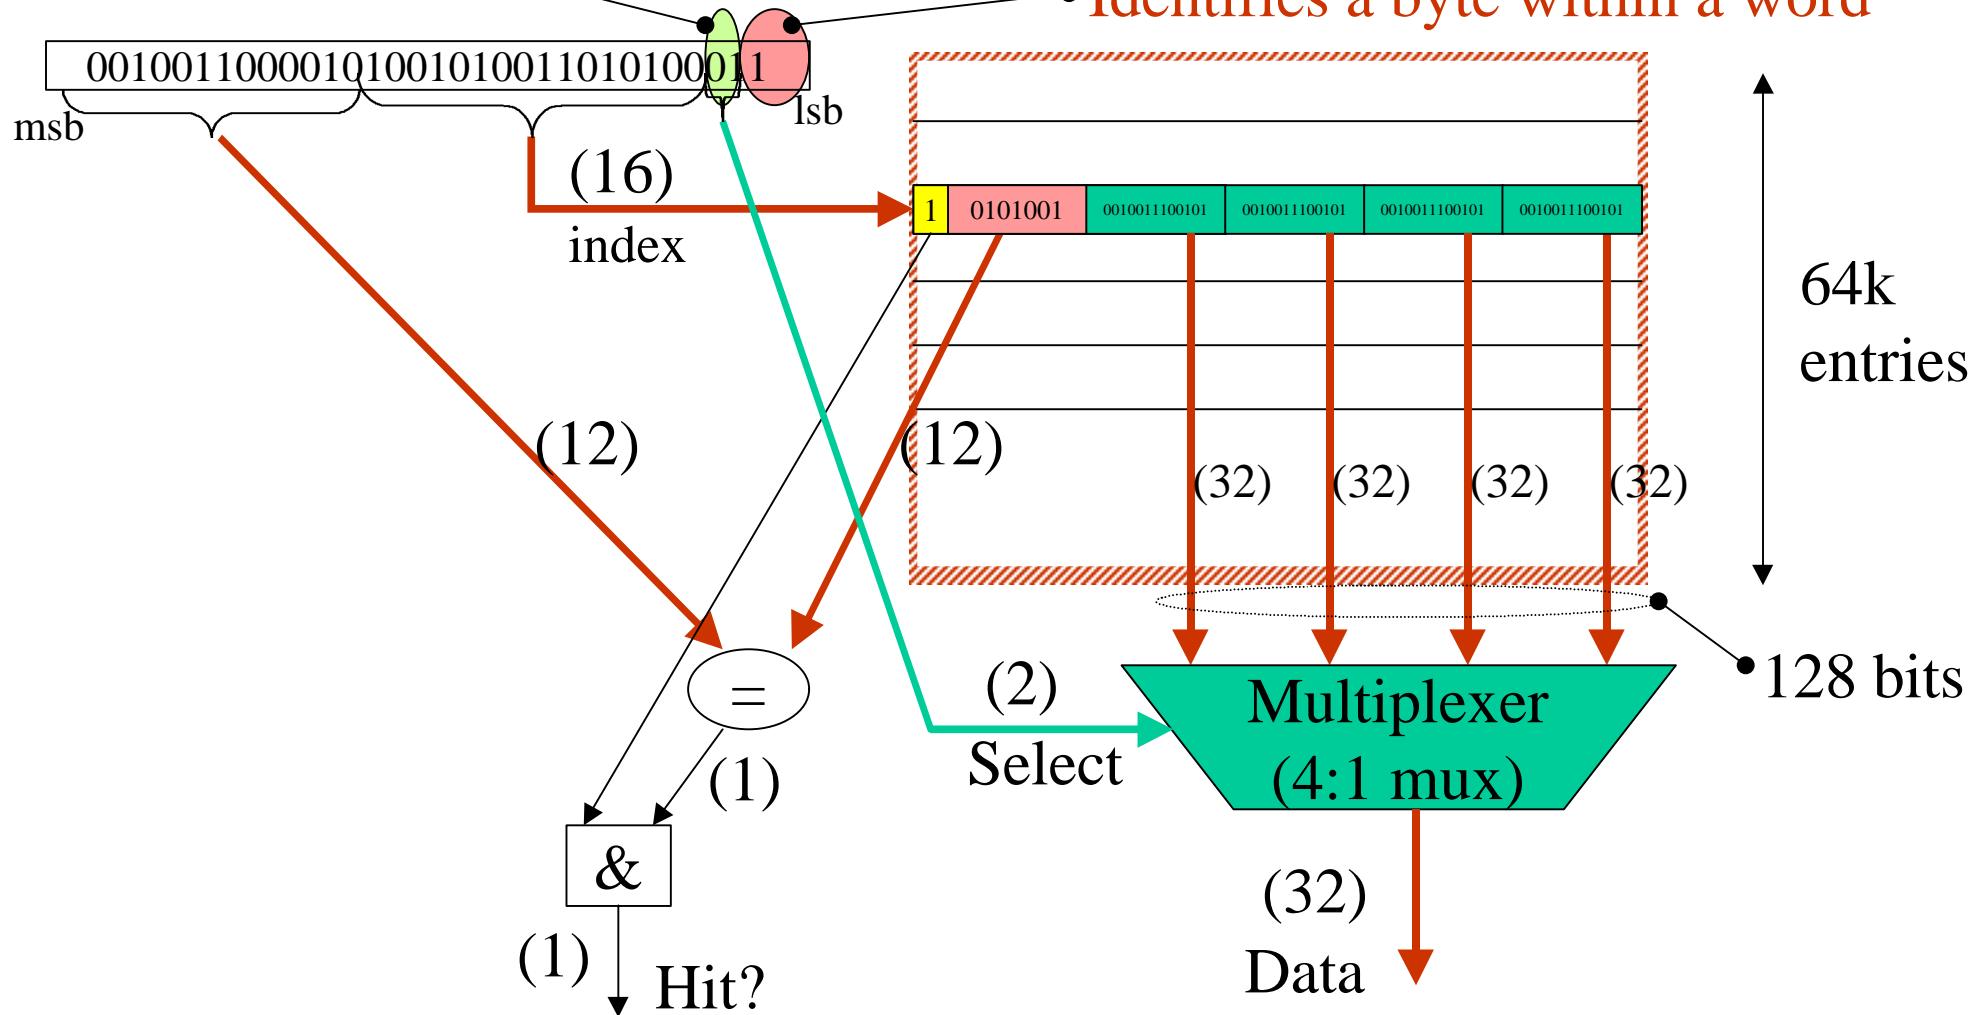 Identifies a byte within a word
00100110000101001010011010100011
msb
lsb
(16)
index
1
0101001
0010011100101
0010011100101
0010011100101
0010011100101
64k
entries
(12)
(12)
(32)
(32)
(32)
(32)
128 bits
=
(2)
Select
Multiplexer
(4:1 mux)
(1)
&
(1)
Hit?
(32)
Data